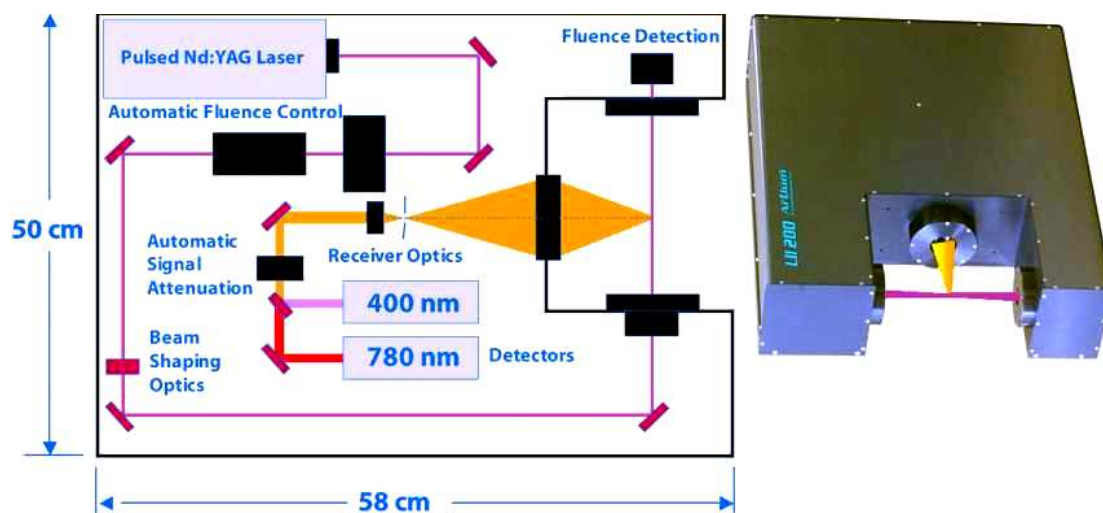 Pulsed Nd:YAG Laser
Fluence Detection
Automatic Fluence Control
50 cm
Automatic
Signal
Attenuation
Receiver Optics
400 nm
780 nm
Detectors
Beam
Shaping
Optics
58 cm
LII 200 Artium